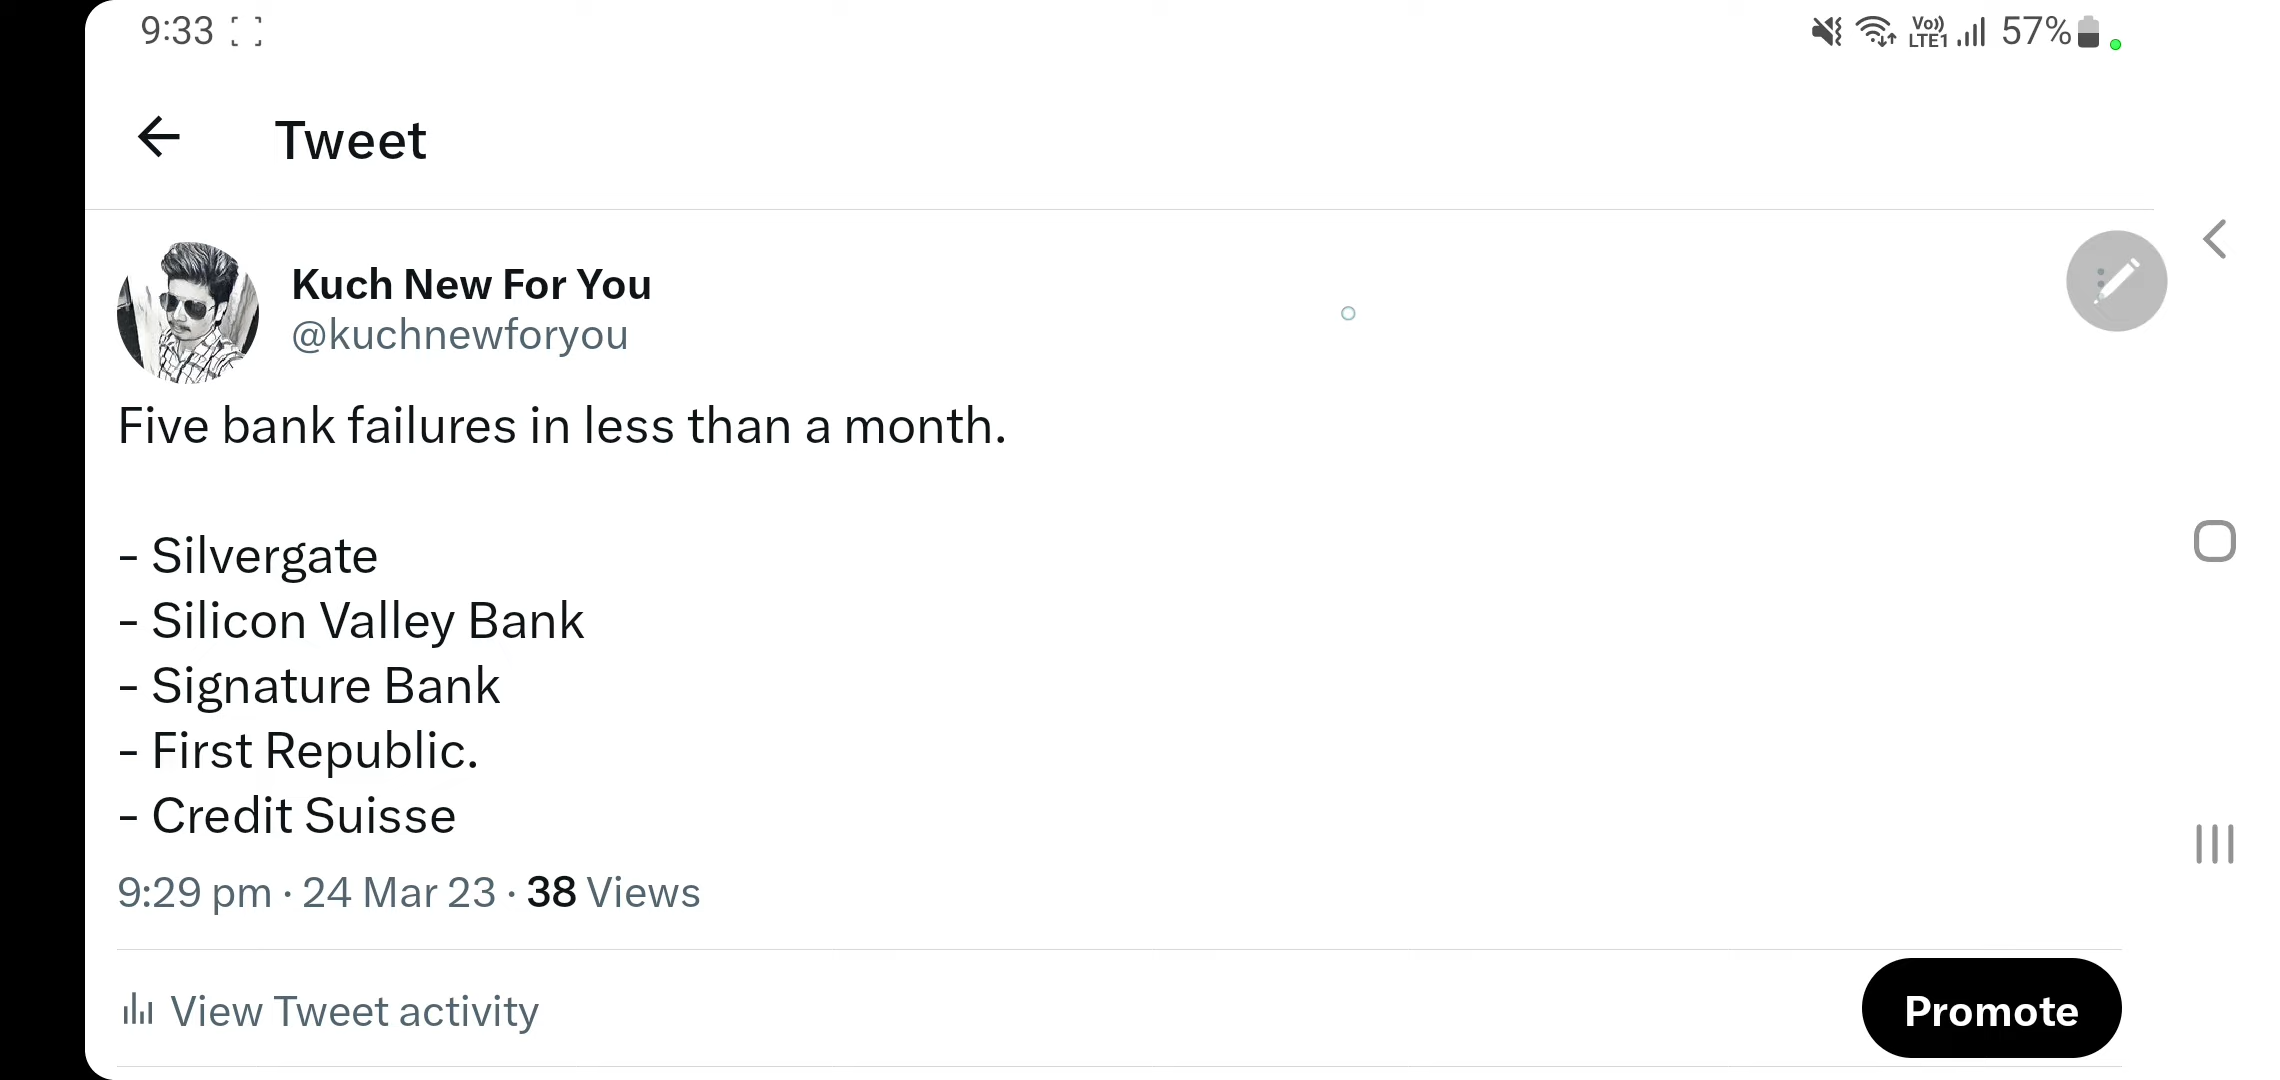 9:33
Vo)) LTE1 57%
Tweet
Kuch New For You
@kuchnewforyou
Five bank failures in less than a month.
- Silvergate
- Silicon Valley Bank
- Signature Bank
- First Republic.
- Credit Suisse
9:29 pm · 24 Mar 23 · 38 Views
View Tweet activity
Promote